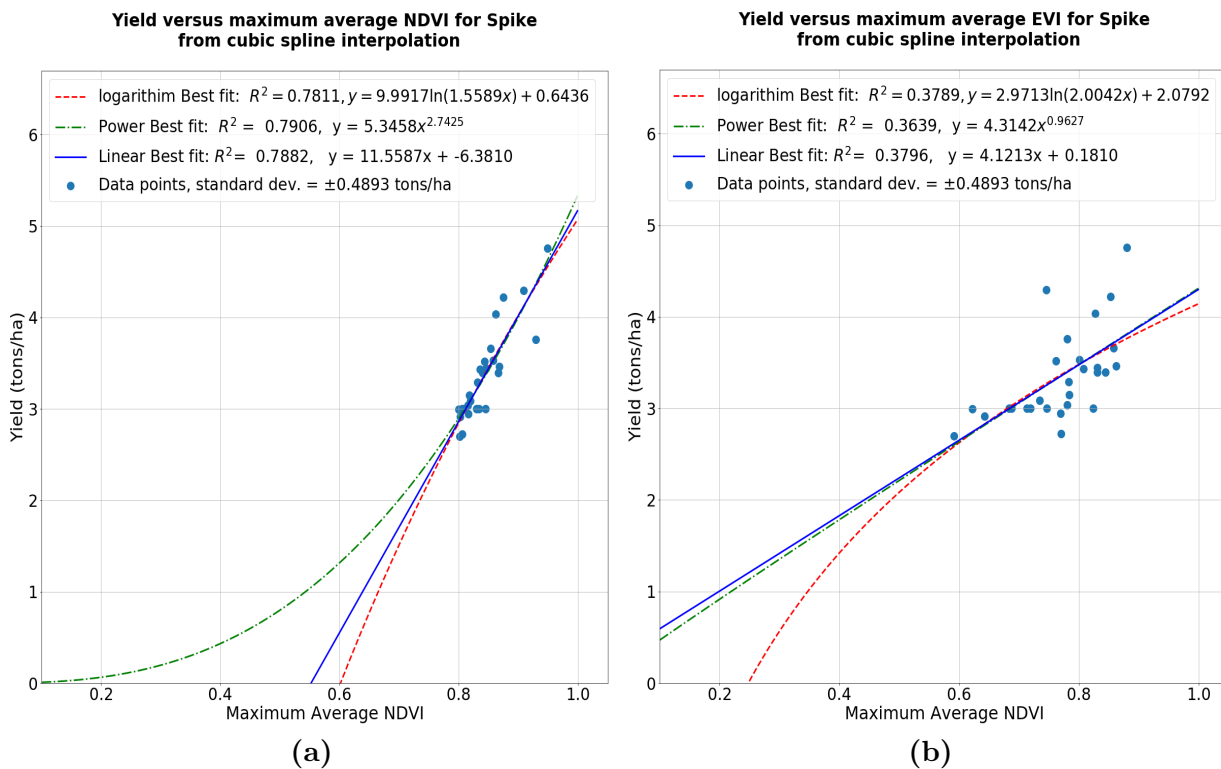 Yield versus maximum average NDVI for Spike
from cubic spline interpolation
logarithim Best fit: R² = 0.7811, y = 9.9917ln(1.5589x) + 0.6436
Power Best fit: R² = 0.7906, y = 5.3458x^2.7425
Linear Best fit: R²= 0.7882, y = 11.5587x + -6.3810
Data points, standard dev. = ±0.4893 tons/ha
Yield (tons/ha)
6
5
4
3
2
1
0
0.2 0.4 0.6 0.8 1.0
Maximum Average NDVI
(a)
Yield versus maximum average EVI for Spike
from cubic spline interpolation
logarithim Best fit: R² = 0.3789, y = 2.9713ln(2.0042x) + 2.0792
Power Best fit: R² = 0.3639, y = 4.3142x^0.9627
Linear Best fit: R²= 0.3796, y = 4.1213x + 0.1810
Data points, standard dev. = ±0.4893 tons/ha
Yield (tons/ha)
6
5
4
3
2
1
0
0.2 0.4 0.6 0.8 1.0
Maximum Average NDVI
(b)